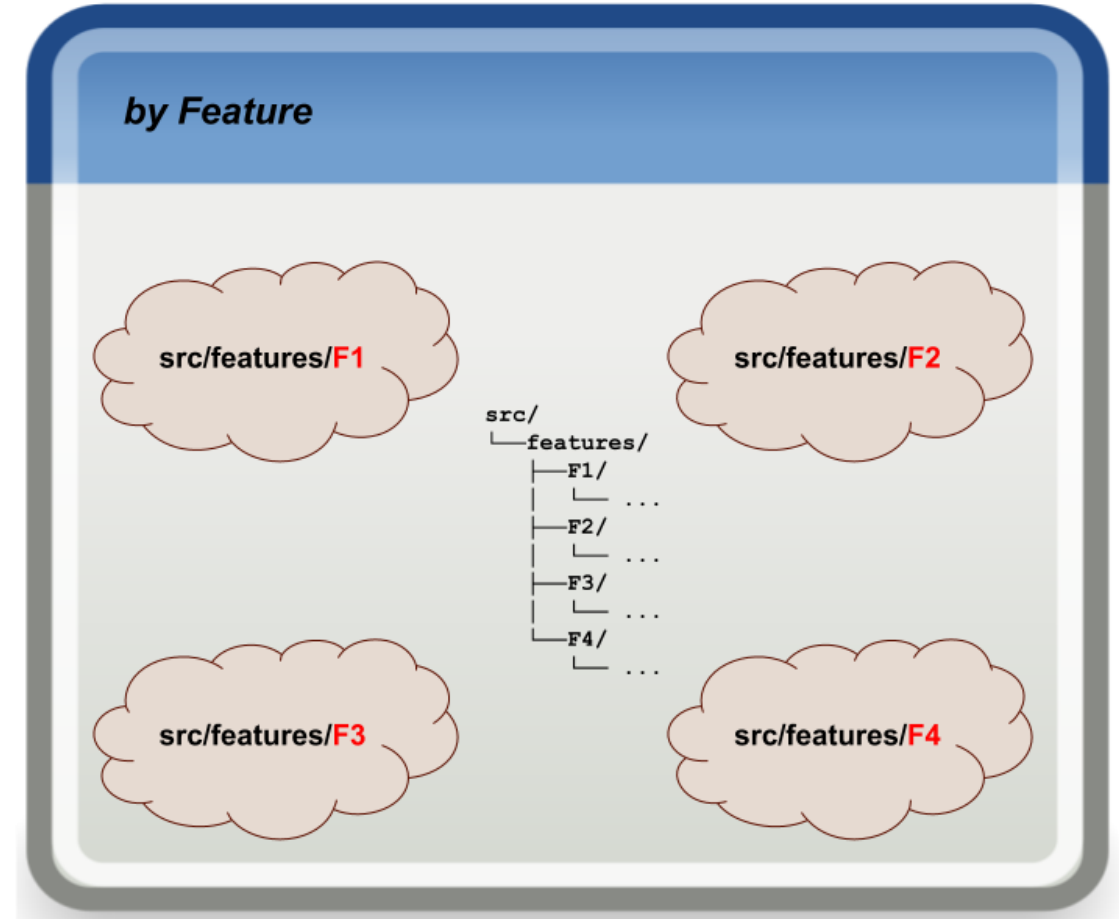 by Feature
src/features/F1
src/features/F2
src/
└──features/
   ├──F1/
   │  └── ...
   ├──F2/
   │  └── ...
   ├──F3/
   │  └── ...
   └──F4/
      └── ...
src/features/F3
src/features/F4